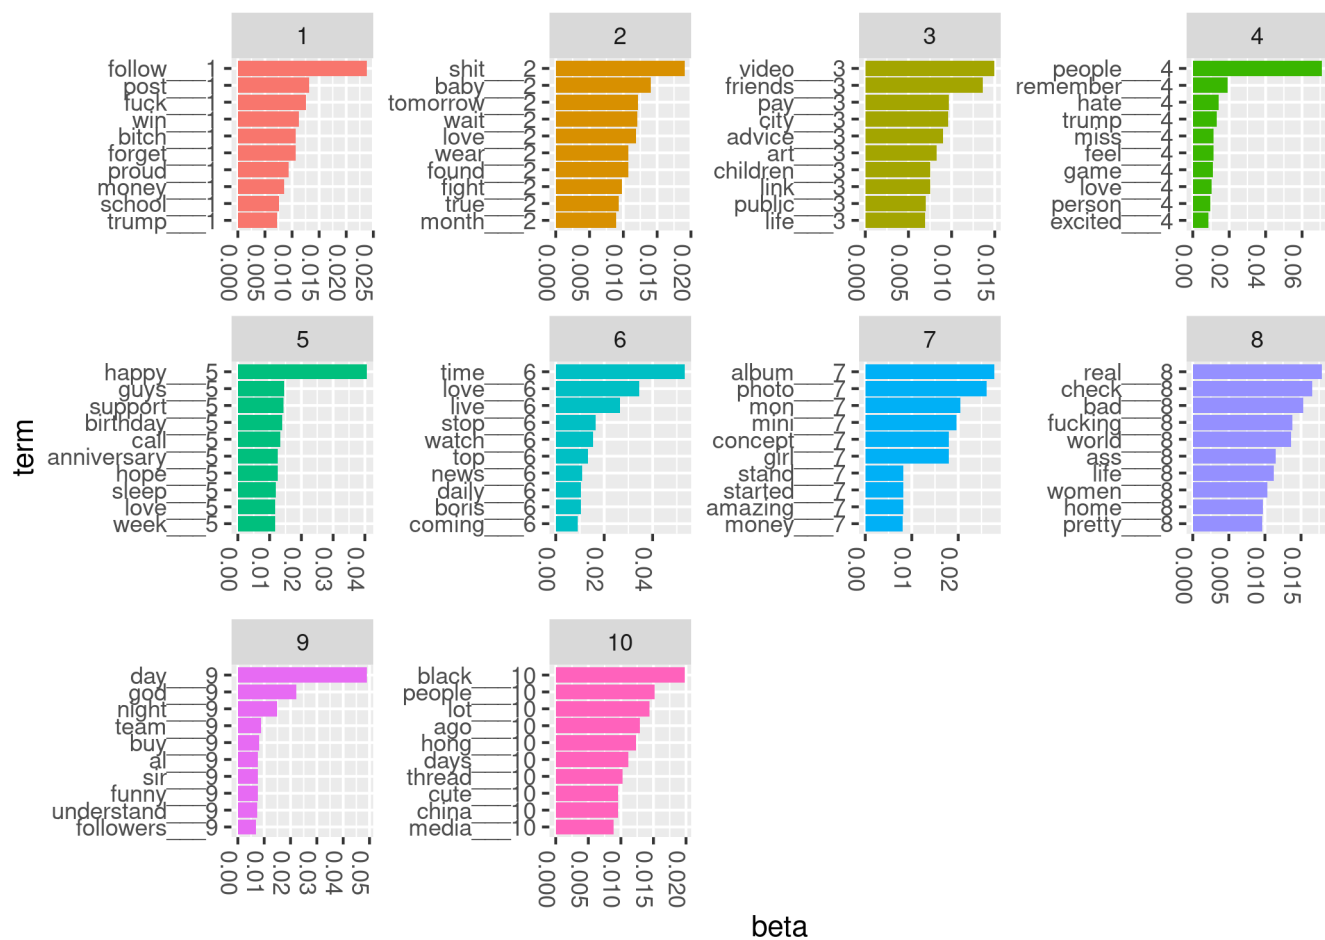 1
follow___1
post___1
fuck___1
win___1
bitch___1
forget___1
proud___1
money___1
school___1
trump___1
0.000
0.005
0.010
0.015
0.020
0.025
2
shit___2
baby___2
tomorrow___2
wait___2
love___2
wear___2
found___2
fight___2
true___2
month___2
0.000
0.005
0.010
0.015
0.020
3
video___3
friends___3
pay___3
city___3
advice___3
art___3
children___3
link___3
public___3
life___3
0.000
0.005
0.010
0.015
4
people___4
remember___4
hate___4
trump___4
miss___4
feel___4
game___4
love___4
person___4
excited___4
0.00
0.02
0.04
0.06
term
5
happy___5
guys___5
support___5
birthday___5
call___5
anniversary___5
hope___5
sleep___5
love___5
week___5
0.00
0.01
0.02
0.03
0.04
6
time___6
love___6
live___6
stop___6
watch___6
top___6
news___6
daily___6
boris___6
coming___6
0.00
0.02
0.04
7
album___7
photo___7
mon___7
mini___7
concept___7
girl___7
stand___7
started___7
amazing___7
money___7
0.00
0.01
0.02
8
real___8
check___8
bad___8
fucking___8
world___8
ass___8
life___8
women___8
home___8
pretty___8
0.000
0.005
0.010
0.015
9
day___9
god___9
night___9
team___9
buy___9
al___9
sir___9
funny___9
understand___9
followers___9
0.00
0.01
0.02
0.03
0.04
0.05
10
black___10
people___10
lot___10
ago___10
hong___10
days___10
thread___10
cute___10
china___10
media___10
0.000
0.005
0.010
0.015
0.020
beta